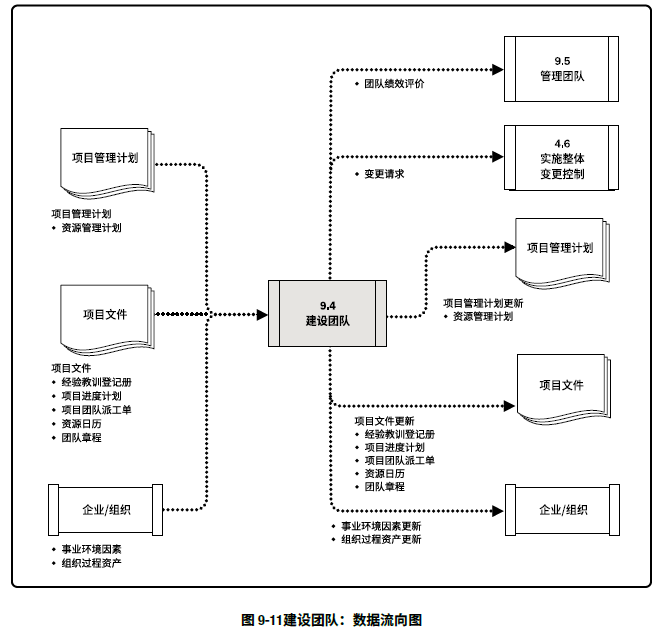 9.5
管理团队
◆ 团队绩效评价
4.6
实施整体
变更控制
◆ 变更请求
项目管理计划
项目管理计划
◆ 资源管理计划
项目管理计划
项目管理计划更新
◆ 资源管理计划
9.4
建设团队
项目文件
项目文件
◆ 经验教训登记册
◆ 项目进度计划
◆ 项目团队派工单
◆ 资源日历
◆ 团队章程
项目文件
项目文件更新
◆ 经验教训登记册
◆ 项目进度计划
◆ 项目团队派工单
◆ 资源日历
◆ 团队章程
企业/组织
◆ 事业环境因素
◆ 组织过程资产
企业/组织
◆ 事业环境因素更新
◆ 组织过程资产更新
图 9-11建设团队：数据流向图